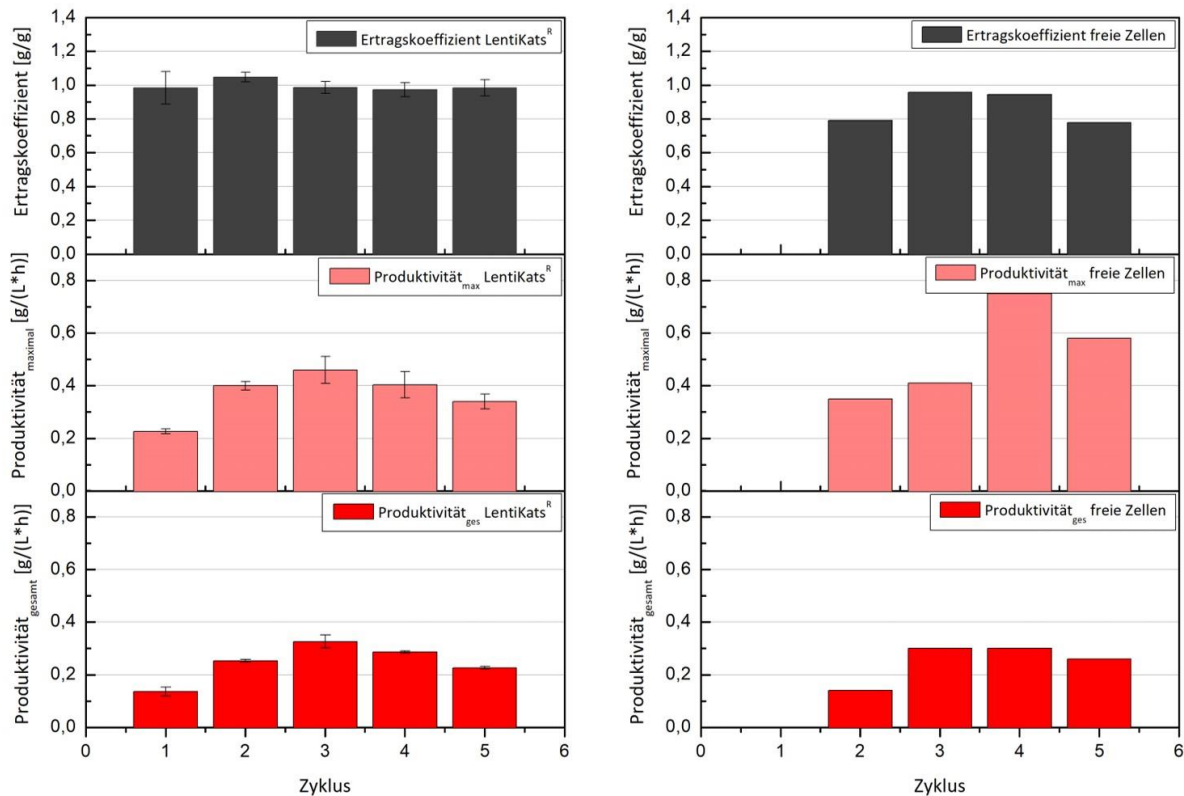 Ertragskoeffizient [g/g]
1,4
1,2
1,0
0,8
0,6
0,4
0,2
0,0
Ertragskoeffizient LentiKats^R
Produktivität_maximal [g/(L*h)]
0,8
0,6
0,4
0,2
0,0
Produktivität_max LentiKats^R
Produktivität_gesamt [g/(L*h)]
0,8
0,6
0,4
0,2
0,0
Produktivität_ges LentiKats^R
0 1 2 3 4 5 6
Zyklus
Ertragskoeffizient [g/g]
1,4
1,2
1,0
0,8
0,6
0,4
0,2
0,0
Ertragskoeffizient freie Zellen
Produktivität_maximal [g/(L*h)]
0,8
0,6
0,4
0,2
0,0
Produktivität_max freie Zellen
Produktivität_gesamt [g/(L*h)]
0,8
0,6
0,4
0,2
0,0
Produktivität_ges freie Zellen
0 1 2 3 4 5 6
Zyklus